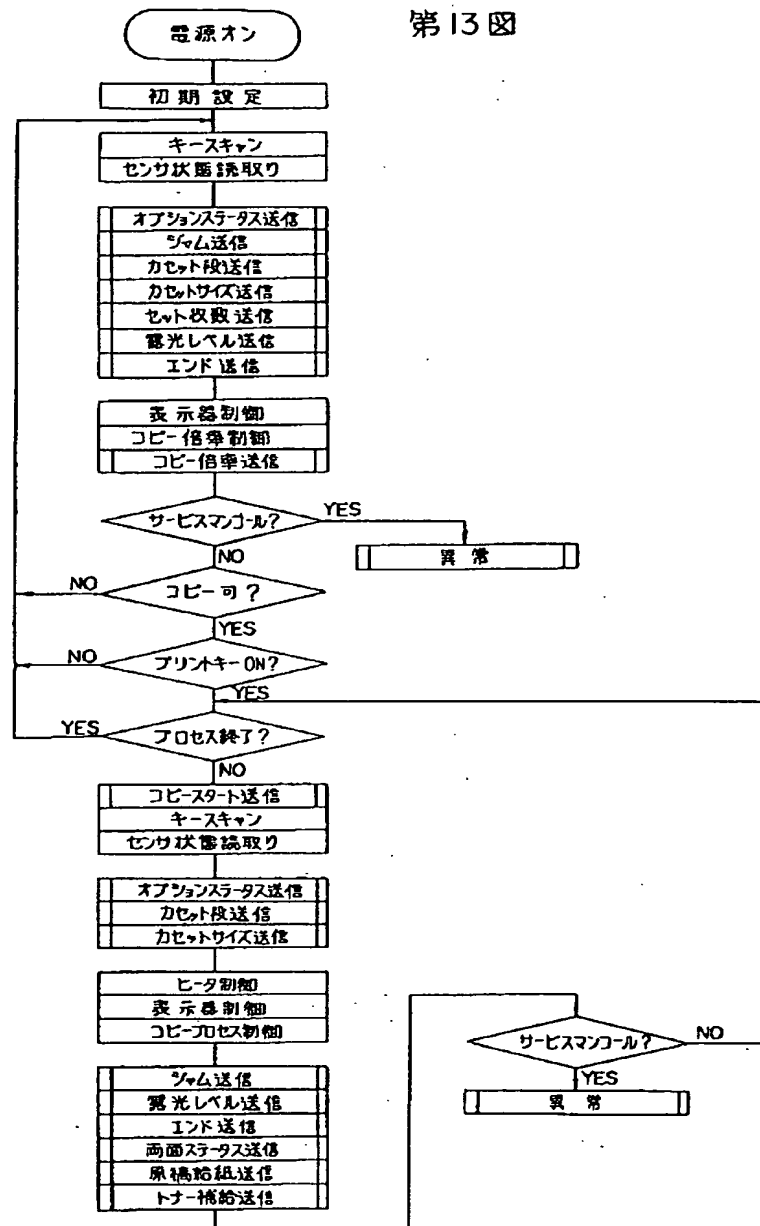 第13図
電源オン
初期設定
キースキャン
センサ状態読取り
オプションステータス送信
ジャム送信
カセット段送信
カセットサイズ送信
セット枚数送信
露光レベル送信
エンド送信
表示器制御
コピー倍率制御
コピー倍率送信
サービスマンコール?
YES
異常
NO
コピー可?
NO
YES
プリントキーON?
NO
YES
プロセス終了?
YES
NO
コピースタート送信
キースキャン
センサ状態読取り
オプションステータス送信
カセット段送信
カセットサイズ送信
ヒータ制御
表示器制御
コピープロセス制御
ジャム送信
露光レベル送信
エンド送信
両面ステータス送信
原稿給紙送信
トナー補給送信
サービスマンコール?
NO
YES
異常